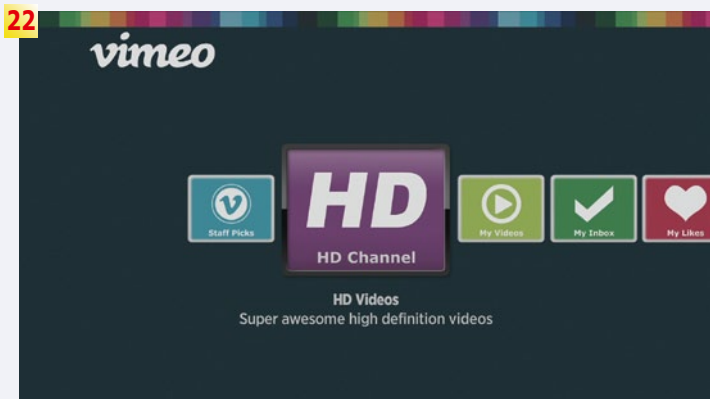 22
vimeo
HD
Staff Picks
HD Channel
My Videos
My Inbox
My Likes
HD Videos
Super awesome high definition videos